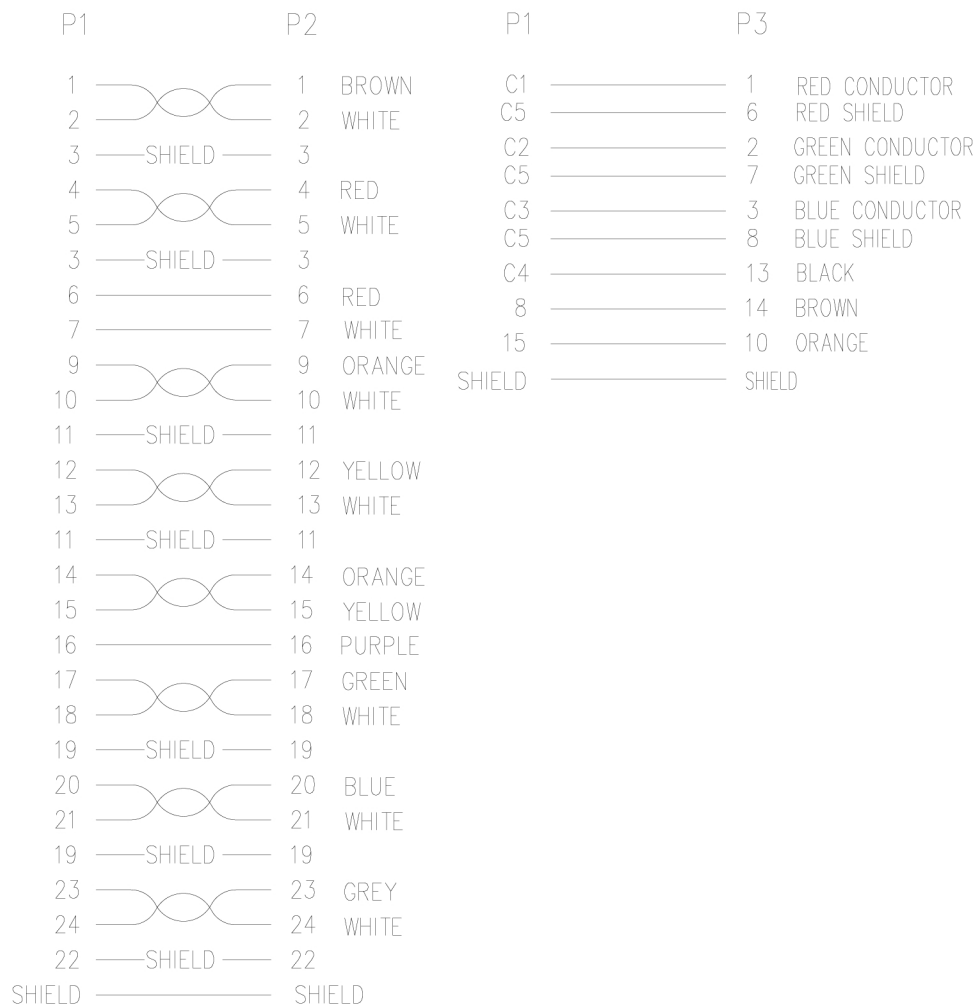 P1 P2
1 1 BROWN
2 2 WHITE
3 SHIELD 3
4 4 RED
5 5 WHITE
3 SHIELD 3
6 6 RED
7 7 WHITE
9 9 ORANGE
10 10 WHITE
11 SHIELD 11
12 12 YELLOW
13 13 WHITE
11 SHIELD 11
14 14 ORANGE
15 15 YELLOW
16 16 PURPLE
17 17 GREEN
18 18 WHITE
19 SHIELD 19
20 20 BLUE
21 21 WHITE
19 SHIELD 19
23 23 GREY
24 24 WHITE
22 SHIELD 22
SHIELD SHIELD
P1 P3
C1 1 RED CONDUCTOR
C5 6 RED SHIELD
C2 2 GREEN CONDUCTOR
C5 7 GREEN SHIELD
C3 3 BLUE CONDUCTOR
C5 8 BLUE SHIELD
C4 13 BLACK
8 14 BROWN
15 10 ORANGE
SHIELD SHIELD